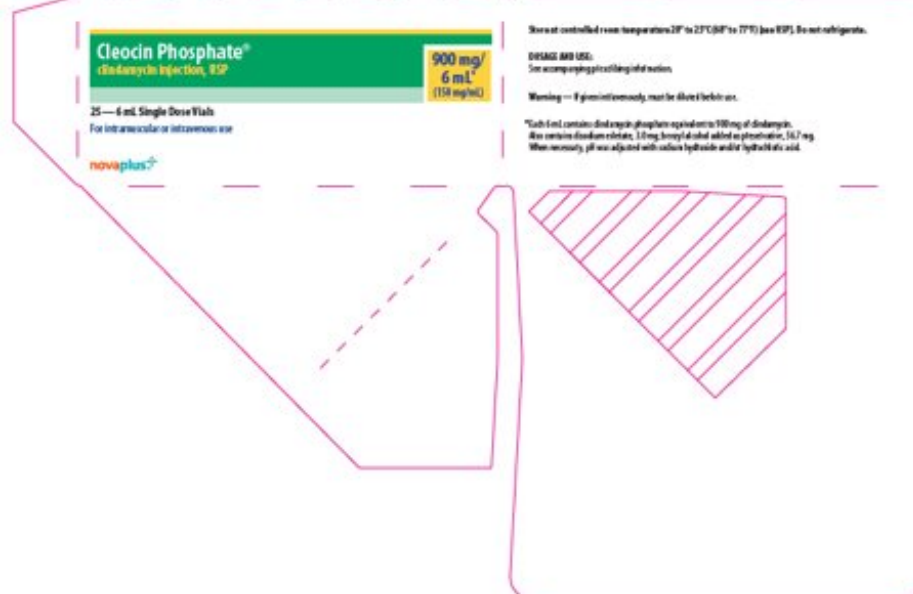 Cleocin Phosphate®
clindamycin injection, RSP
900 mg/
6 mL*
(150 mg/mL)
25 — 6 mL Single Dose Vials
For intramuscular or intravenous use
novaplus
Store at controlled room temperature 20° to 25°C (68° to 77°F) [see RSP]. Do not refrigerate.
DOSAGE AND USE:
See accompanying prescribing information.
Warning — If given intravenously, must be diluted before use.
*Each 6 mL contains clindamycin phosphate equivalent to 900 mg of clindamycin.
Also contains disodium edetate, 3.0 mg; benzyl alcohol added as preservative, 56.7 mg.
When necessary, pH was adjusted with sodium hydroxide and/or hydrochloric acid.